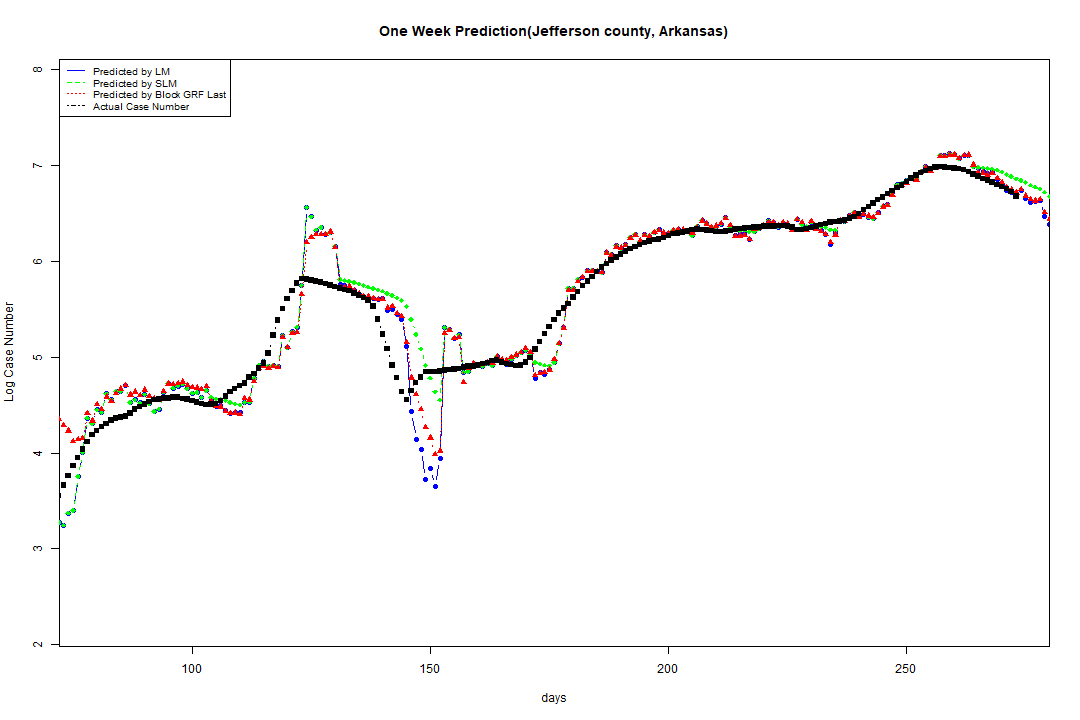 One Week Prediction(Jefferson county, Arkansas)
Predicted by LM
Predicted by SLM
Predicted by Block GRF Last
Actual Case Number
8
7
6
5
4
3
2
Log Case Number
100 150 200 250
days